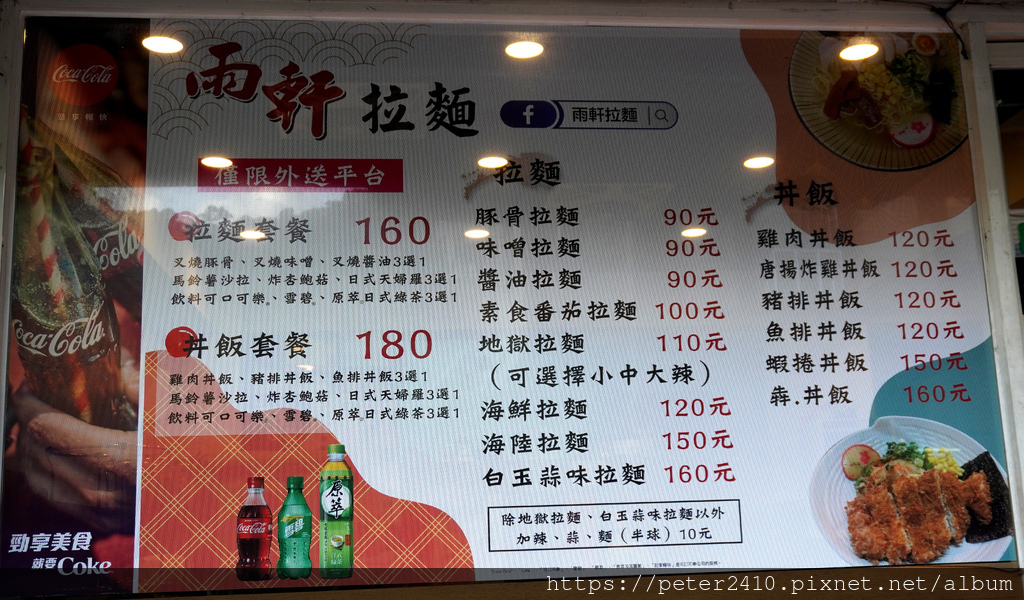 Coca-Cola
雨軒 拉麵
f 雨軒拉麵
僅限外送平台
拉麵套餐 160
叉燒豚骨、叉燒味噌、叉燒醬油3選1
馬鈴薯沙拉、炸杏鮑菇、日式天婦羅3選1
飲料可口可樂、雪碧、原萃日式綠茶3選1
丼飯套餐 180
雞肉丼飯、豬排丼飯、魚排丼飯3選1
馬鈴薯沙拉、炸杏鮑菇、日式天婦羅3選1
飲料可口可樂、雪碧、原萃日式綠茶3選1
拉麵
豚骨拉麵 90元
味噌拉麵 90元
醬油拉麵 90元
素食番茄拉麵 100元
地獄拉麵 110元
(可選擇小中大辣)
海鮮拉麵 120元
海陸拉麵 150元
白玉蒜味拉麵 160元
除地獄拉麵、白玉蒜味拉麵以外
加辣、蒜、麵(半球)10元
丼飯
雞肉丼飯 120元
唐揚炸雞丼飯 120元
豬排丼飯 120元
魚排丼飯 120元
蝦捲丼飯 150元
犇.丼飯 160元
Coca-Cola
Coca-Cola
原萃
勁享美食
就要Coke
https://peter2410.pixnet.net/album